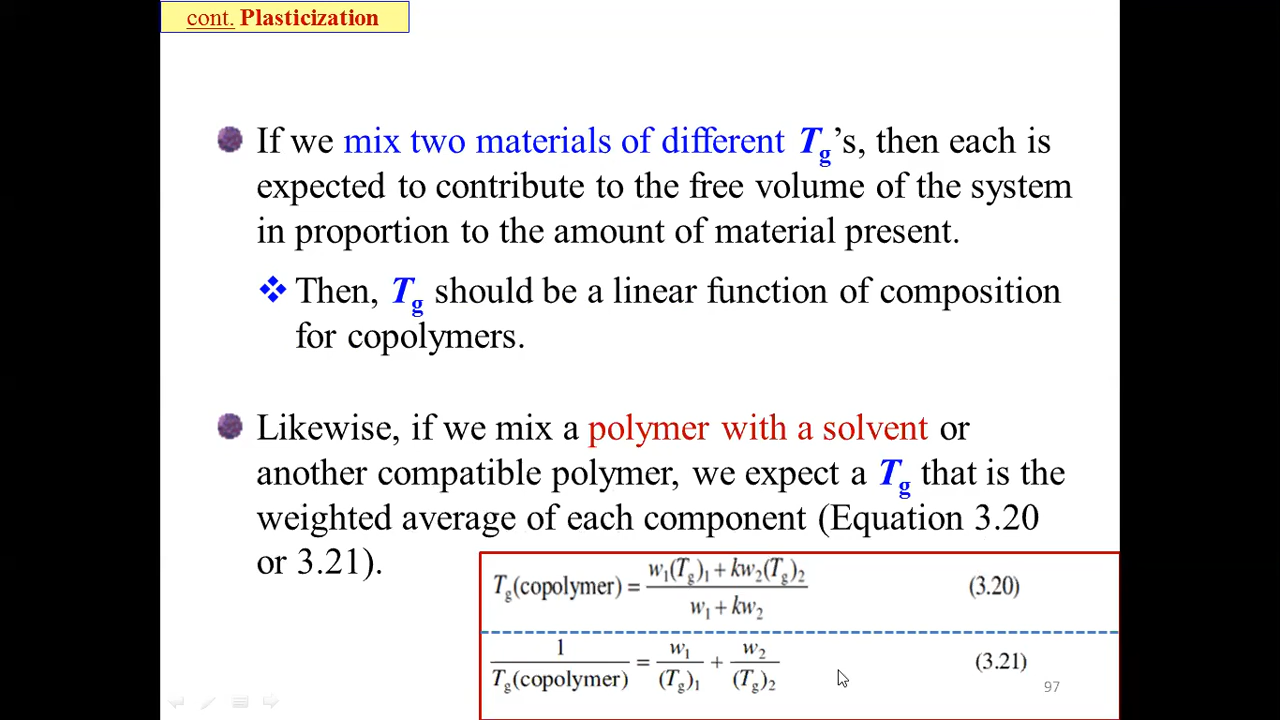 cont. Plasticization
If we mix two materials of different Tg's, then each is
expected to contribute to the free volume of the system
in proportion to the amount of material present.
Then, Tg should be a linear function of composition
for copolymers.
Likewise, if we mix a polymer with a solvent or
another compatible polymer, we expect a Tg that is the
weighted average of each component (Equation 3.20
or 3.21).
Tg(copolymer) = (w1(Tg)1 + kw2(Tg)2) / (w1 + kw2) (3.20)
1 / Tg(copolymer) = w1 / (Tg)1 + w2 / (Tg)2 (3.21)
97